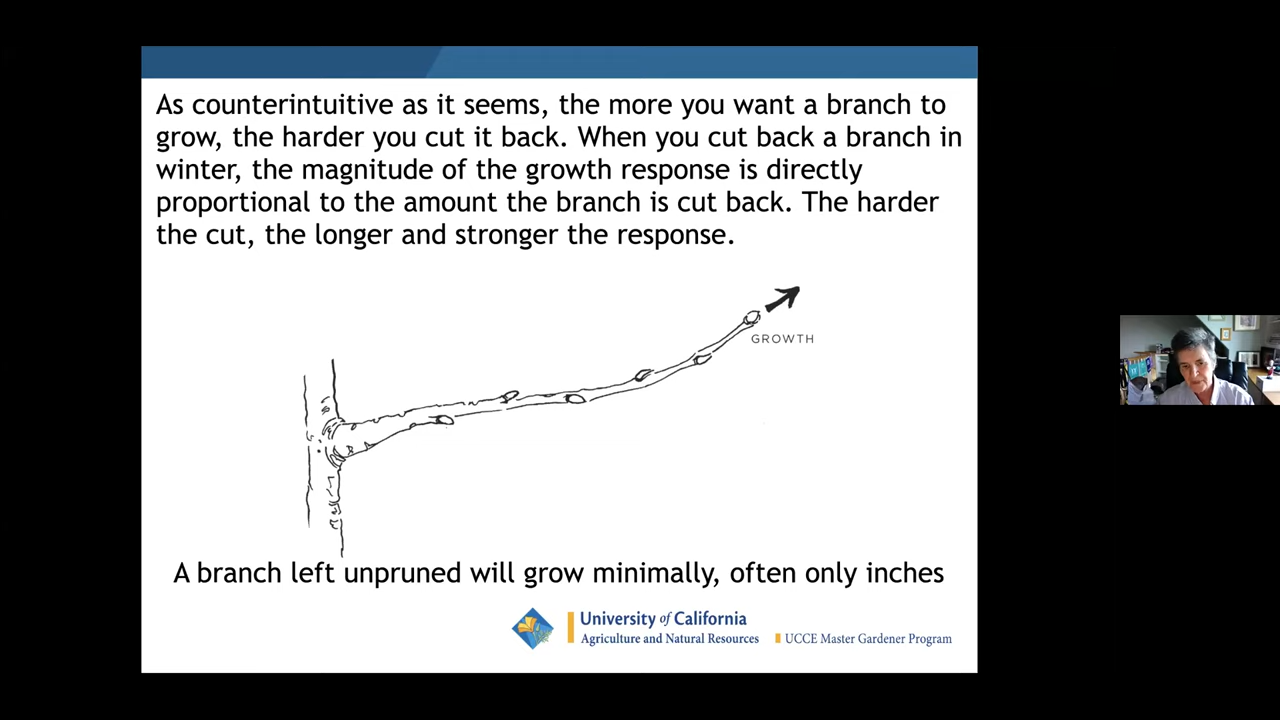 As counterintuitive as it seems, the more you want a branch to
grow, the harder you cut it back. When you cut back a branch in
winter, the magnitude of the growth response is directly
proportional to the amount the branch is cut back. The harder
the cut, the longer and stronger the response.
GROWTH
A branch left unpruned will grow minimally, often only inches
University of California
Agriculture and Natural Resources
UCCE Master Gardener Program